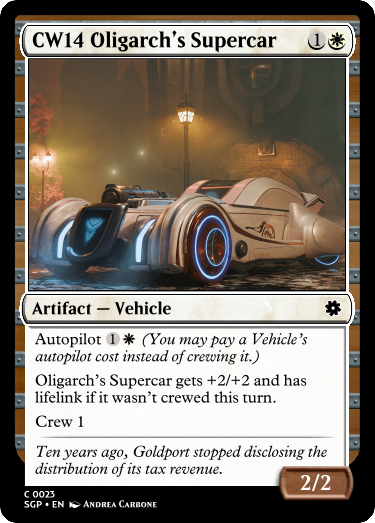 CW14 Oligarch's Supercar 1
Artifact — Vehicle
Autopilot 1 (You may pay a Vehicle's
autopilot cost instead of crewing it.)
Oligarch's Supercar gets +2/+2 and has
lifelink if it wasn't crewed this turn.
Crew 1
Ten years ago, Goldport stopped disclosing the
distribution of its tax revenue.
2/2
C 0023
SGP • EN Andrea Carbone